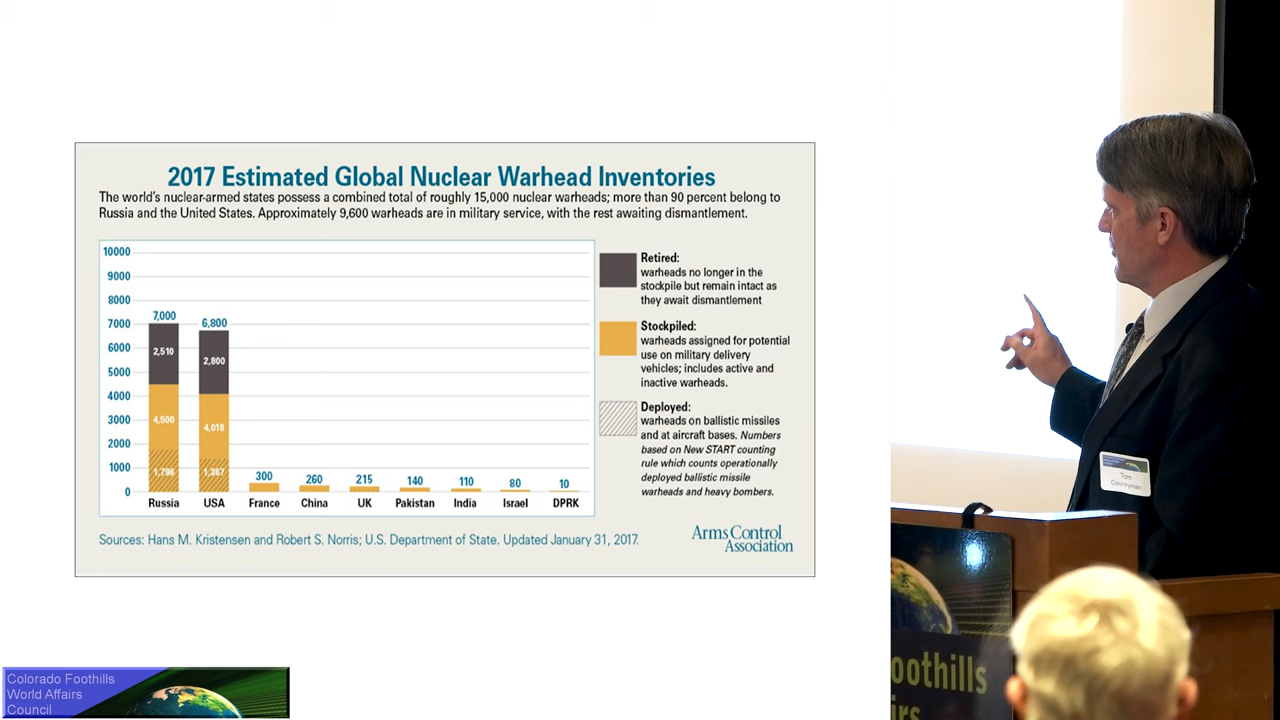 2017 Estimated Global Nuclear Warhead Inventories
The world's nuclear-armed states possess a combined total of roughly 15,000 nuclear warheads; more than 90 percent belong to
Russia and the United States. Approximately 9,600 warheads are in military service, with the rest awaiting dismantlement.
10000
9000
8000
7000
6000
5000
4000
3000
2000
1000
0
7,000
2,510
4,500
1,796
6,800
2,800
4,018
1,367
300
260
215
140
110
80
10
Russia
USA
France
China
UK
Pakistan
India
Israel
DPRK
Retired:
warheads no longer in the
stockpile but remain intact as
they await dismantlement
Stockpiled:
warheads assigned for potential
use on military delivery
vehicles; includes active and
inactive warheads.
Deployed:
warheads on ballistic missiles
and at aircraft bases. Numbers
based on New START counting
rule which counts operationally
deployed ballistic missile
warheads and heavy bombers.
Sources: Hans M. Kristensen and Robert S. Norris; U.S. Department of State. Updated January 31, 2017.
Arms Control
Association
Tom
Countryman
oothills
irs
Colorado Foothills
World Affairs
Council